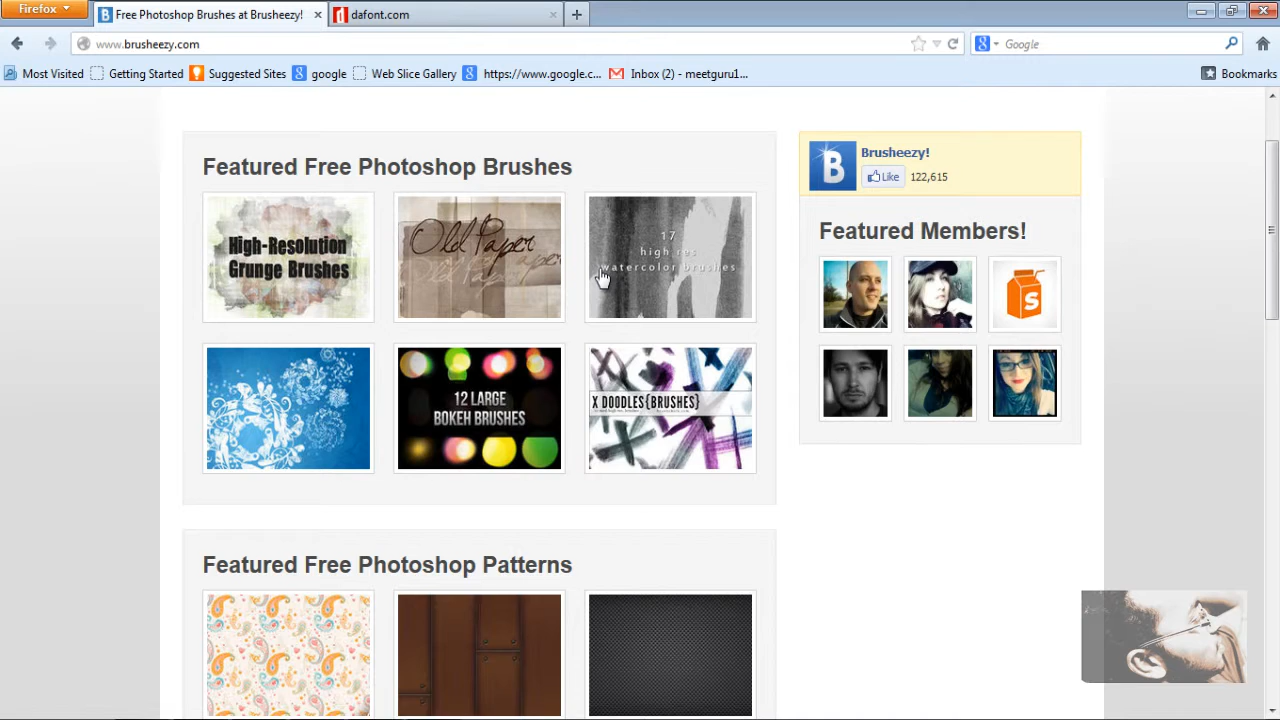 Firefox
Free Photoshop Brushes at Brusheezy!
dafont.com
www.brusheezy.com
Google
Most Visited
Getting Started
Suggested Sites
google
Web Slice Gallery
https://www.google.c...
Inbox (2) - meetguru1...
Bookmarks
Featured Free Photoshop Brushes
High-Resolution
Grunge Brushes
Old Paper
17
high res
watercolor brushes
12 LARGE
BOKEH BRUSHES
X DOODLES{BRUSHES}
B
Brusheezy!
Like
122,615
Featured Members!
S
Featured Free Photoshop Patterns